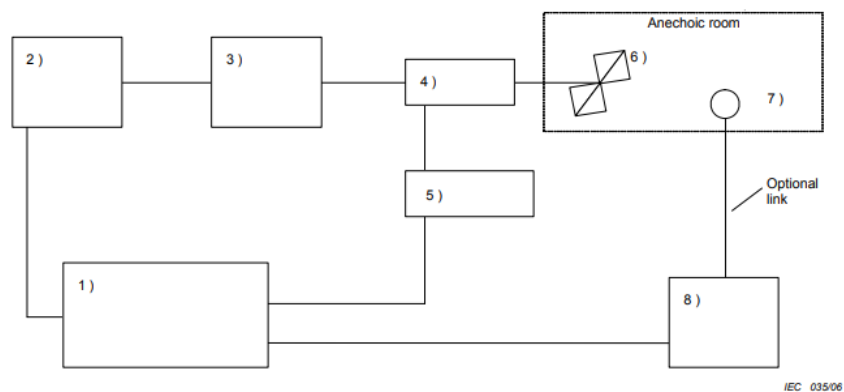 Anechoic room
2 )
3 )
4 )
6 )
7 )
5 )
Optional
link
1 )
8 )
IEC 035/06